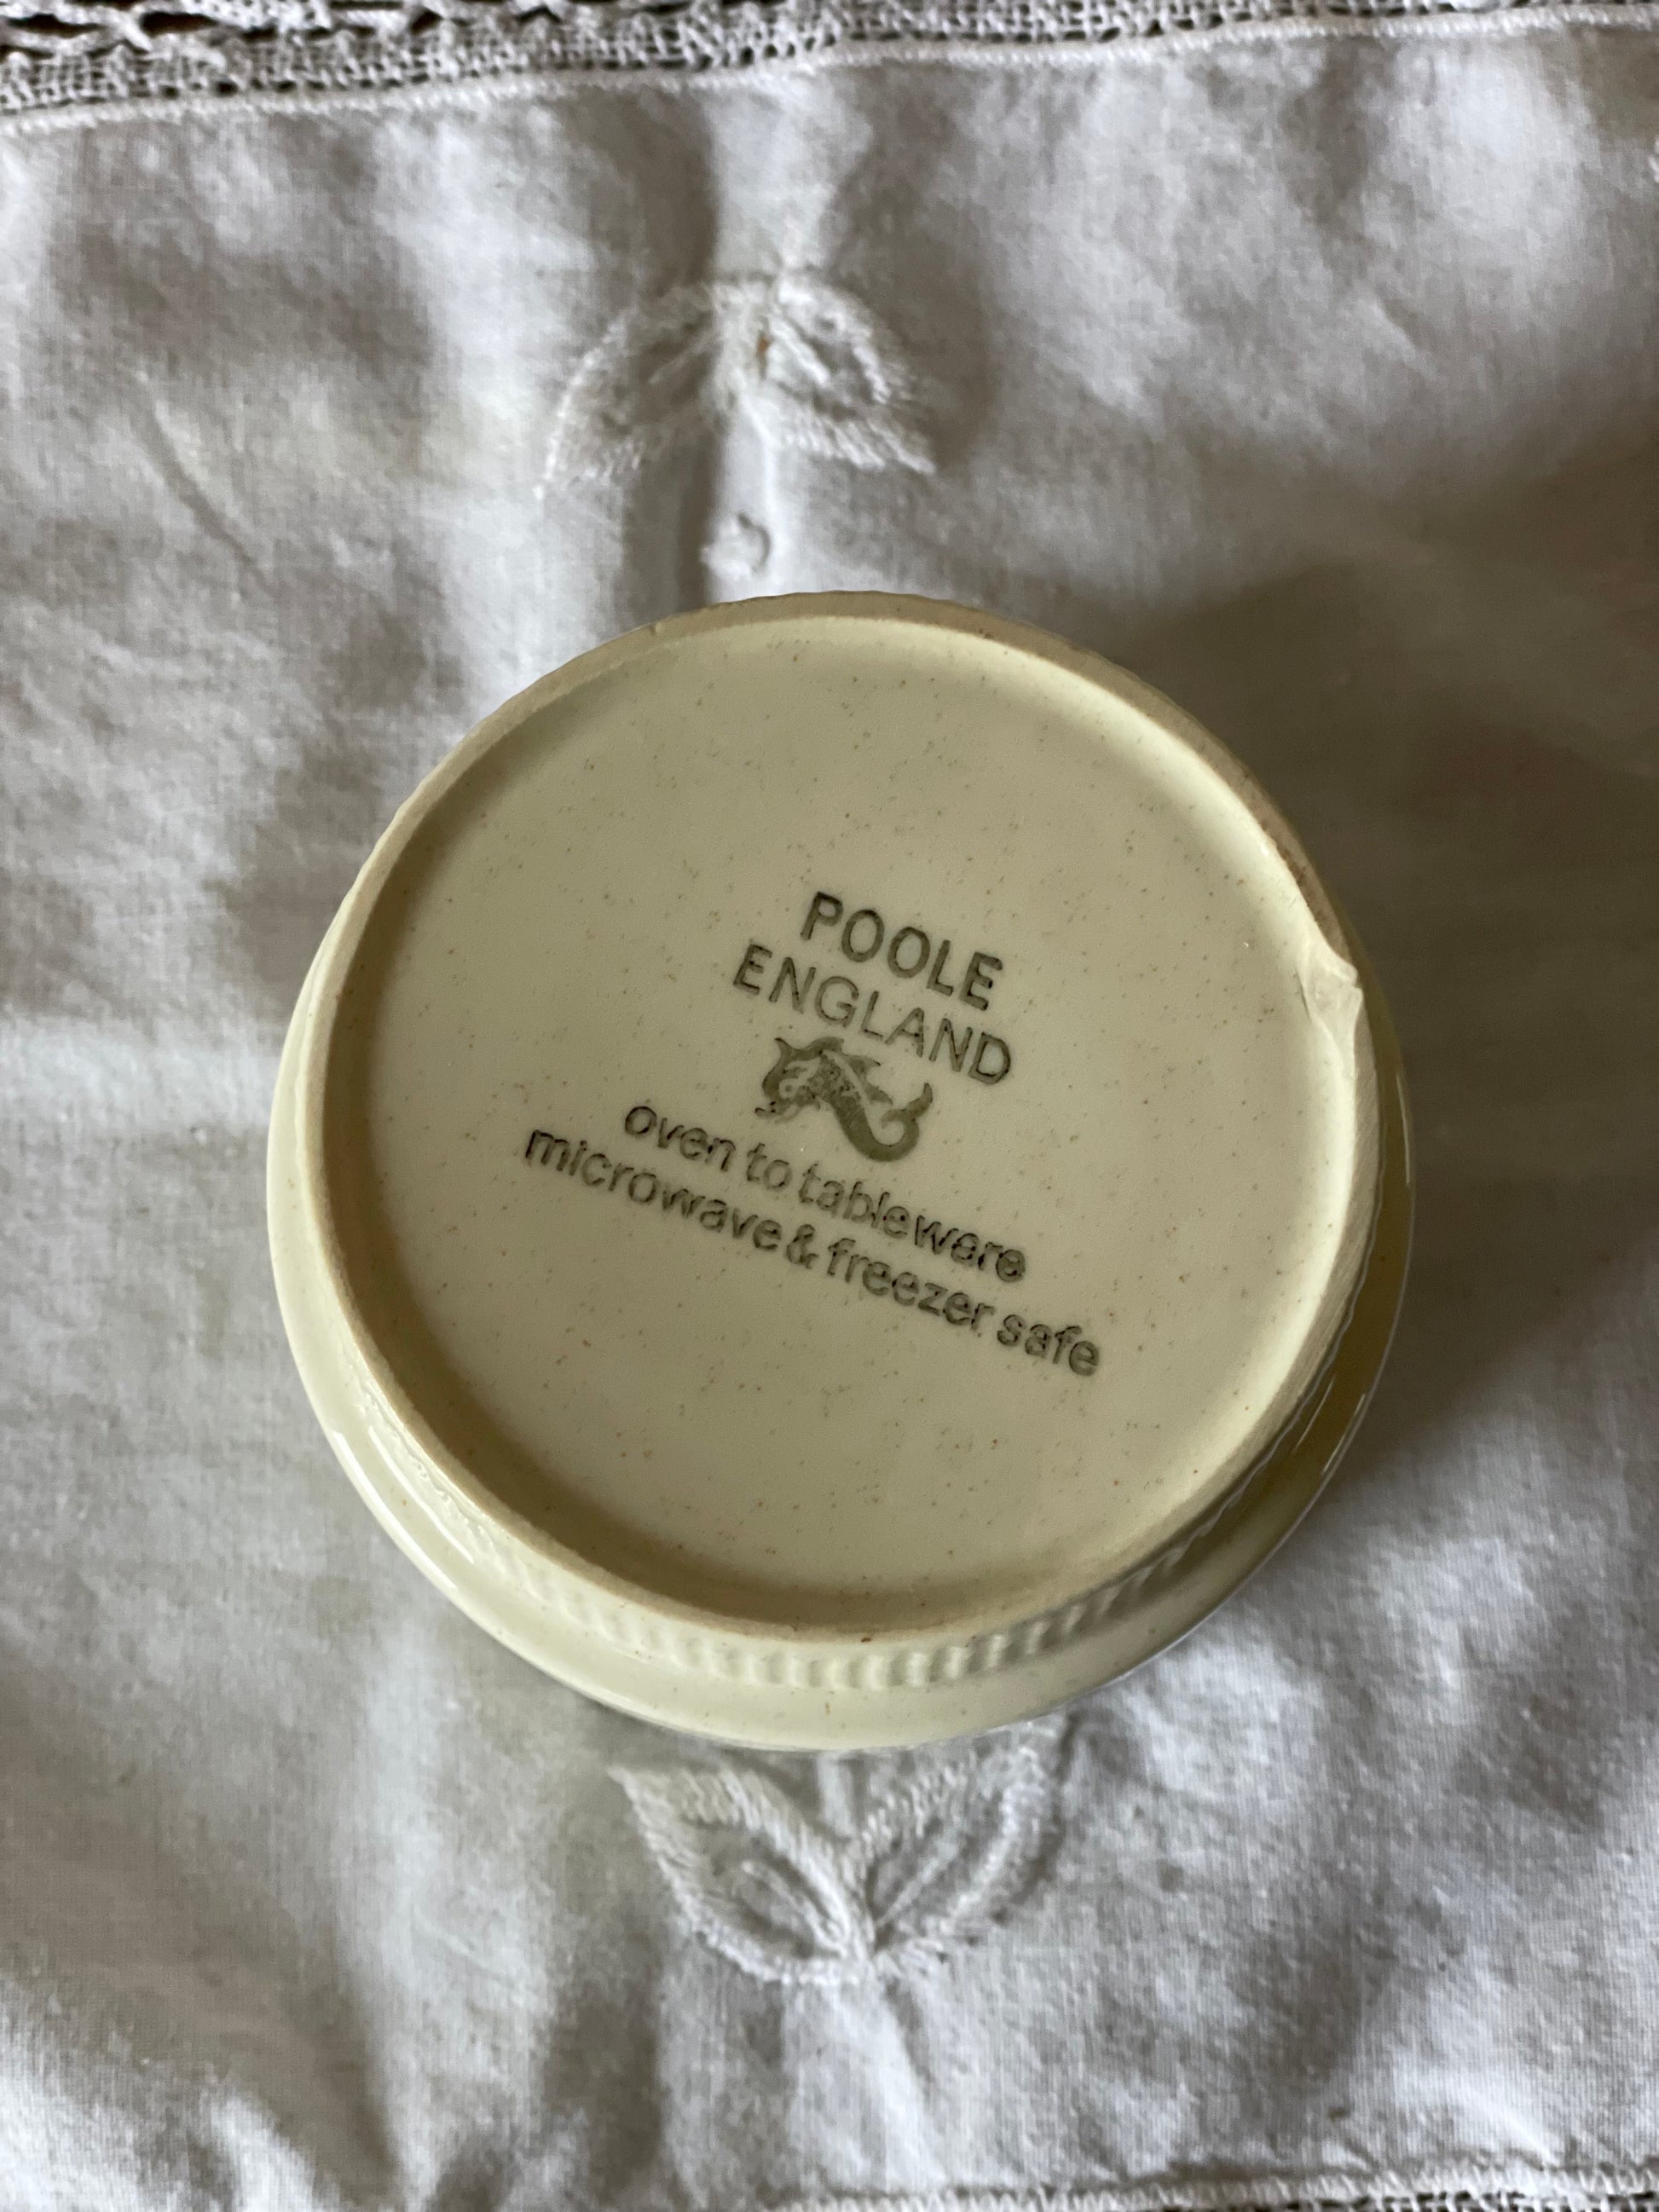 POOLE
ENGLAND
oven to tableware
microwave & freezer safe